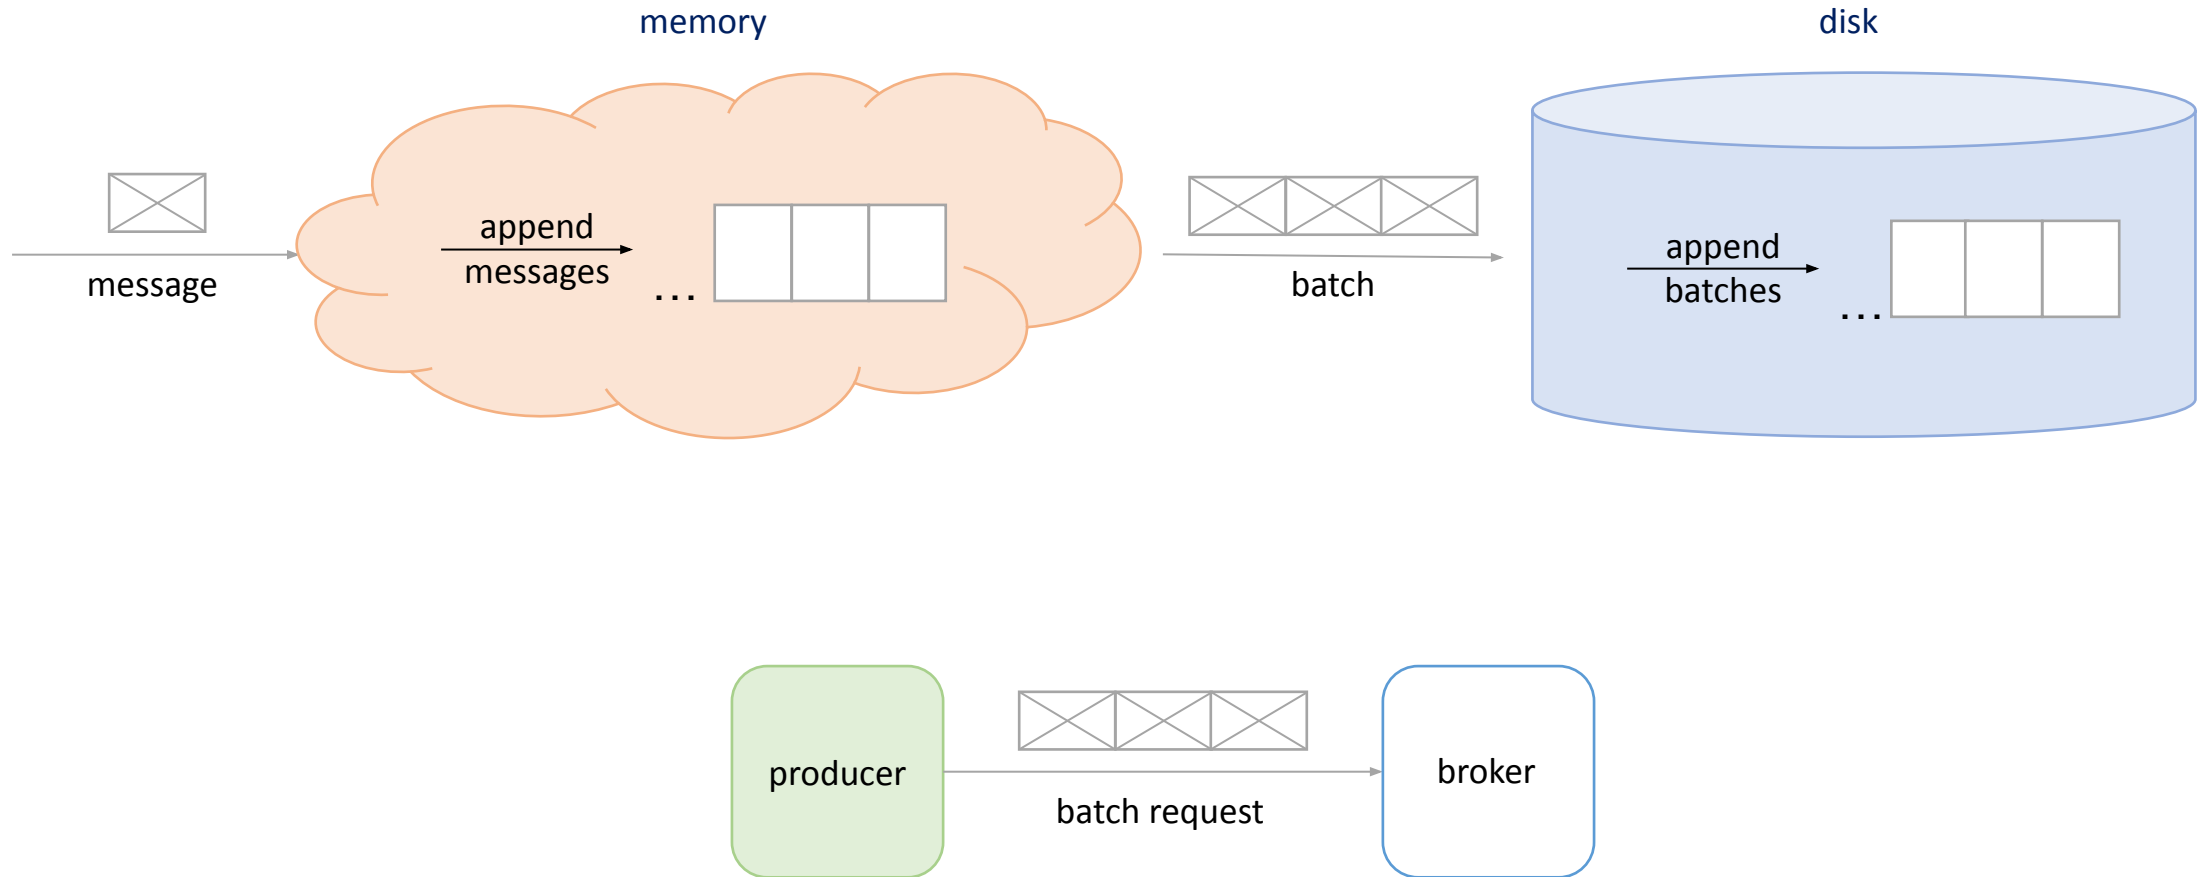 memory
disk
message
append
messages
...
batch
append
batches
...
producer
batch request
broker